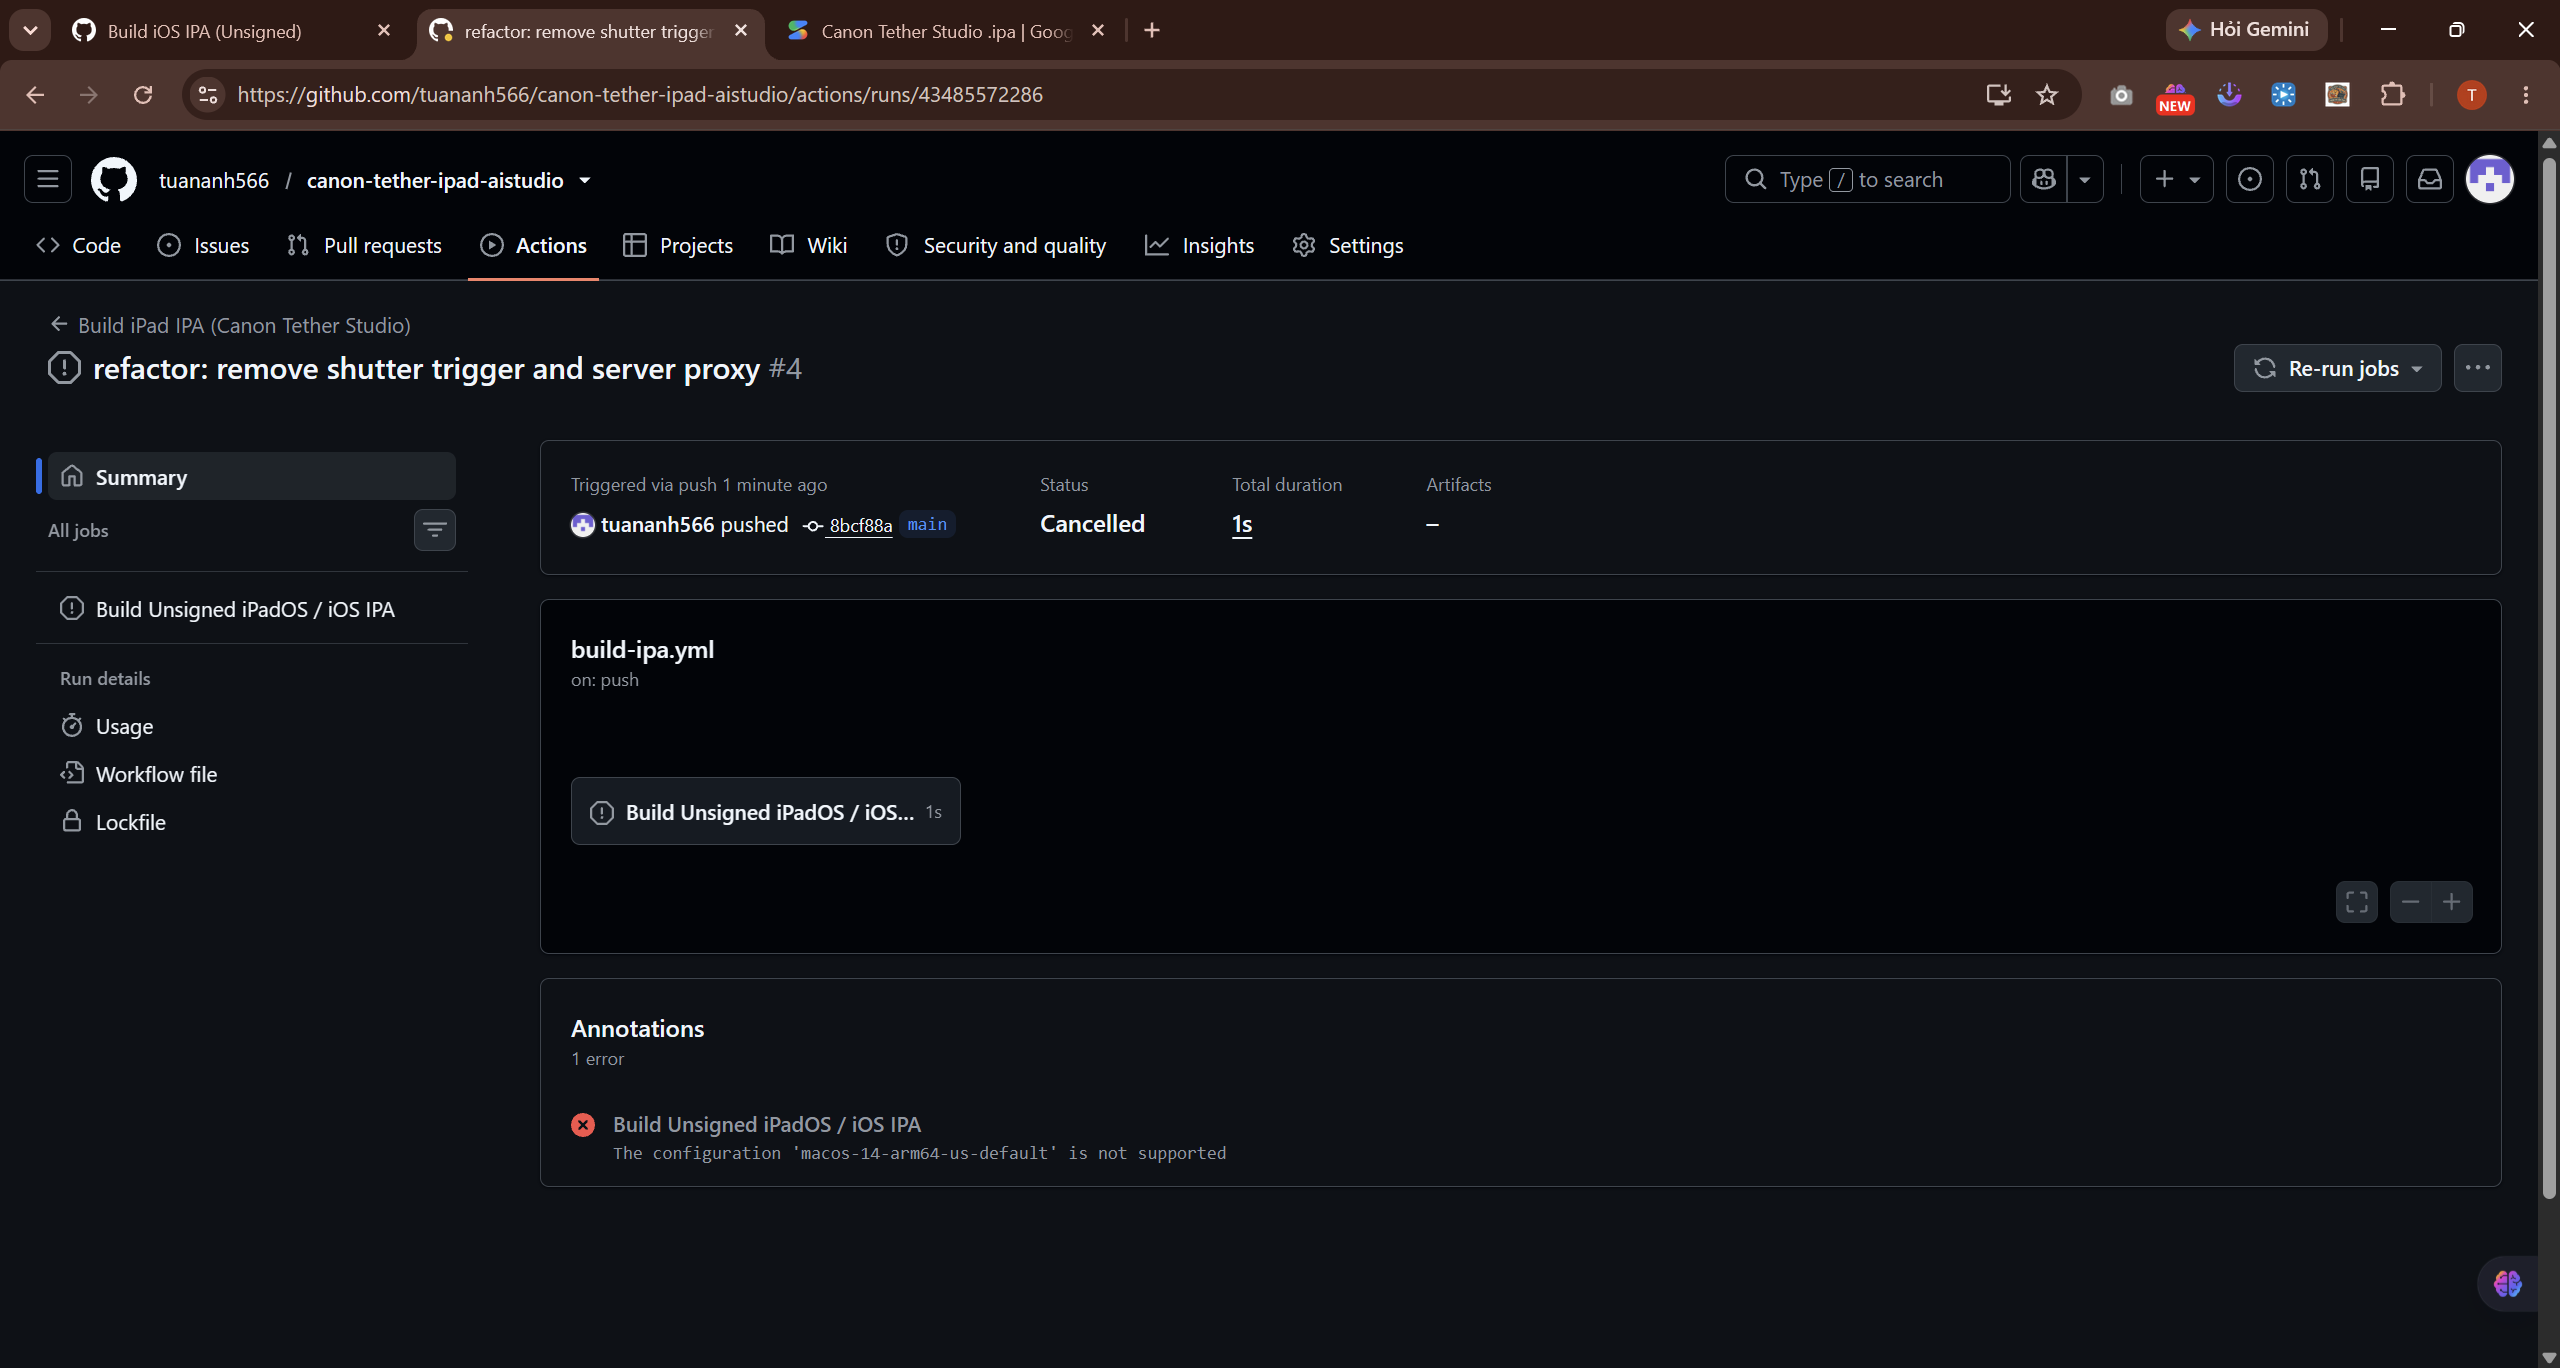 Build iOS IPA (Unsigned)
refactor: remove shutter trigger
Canon Tether Studio .ipa | Goog
Hỏi Gemini
https://github.com/tuananh566/canon-tether-ipad-aistudio/actions/runs/43485572286
NEW
T
tuananh566 / canon-tether-ipad-aistudio
Type / to search
Code
Issues
Pull requests
Actions
Projects
Wiki
Security and quality
Insights
Settings
Build iPad IPA (Canon Tether Studio)
refactor: remove shutter trigger and server proxy #4
Re-run jobs
Summary
All jobs
Build Unsigned iPadOS / iOS IPA
Run details
Usage
Workflow file
Lockfile
Triggered via push 1 minute ago
tuananh566 pushed 8bcf88a main
Status
Cancelled
Total duration
1s
Artifacts
–
build-ipa.yml
on: push
Build Unsigned iPadOS / iOS... 1s
Annotations
1 error
Build Unsigned iPadOS / iOS IPA
The configuration 'macos-14-arm64-us-default' is not supported